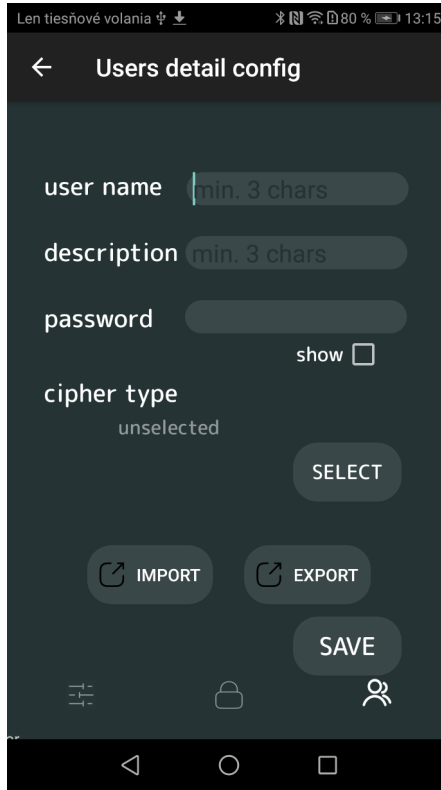 Len tiesňové volania 80 % 13:15
Users detail config
user name min. 3 chars
description min. 3 chars
password
show
cipher type
unselected
SELECT
IMPORT EXPORT
SAVE